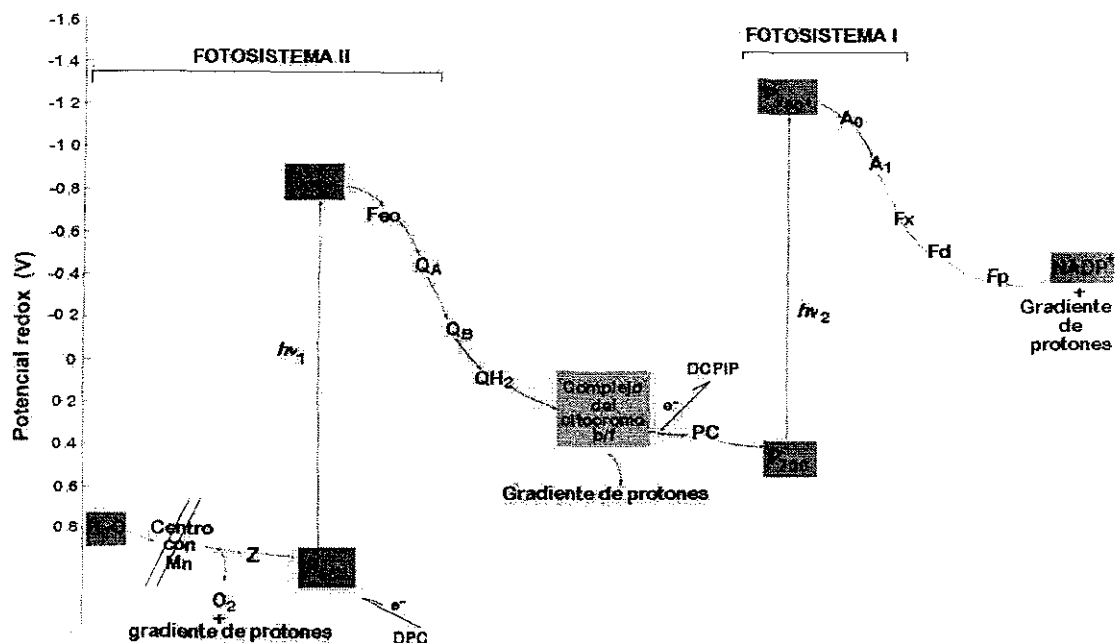 FOTOSISTEMA II
FOTOSISTEMA I
Potencial redox (V)
-1.6
-1.4
-1.2
-1.0
-0.8
-0.6
-0.4
-0 2
0
0.2
0.4
0.6
0.8
Feo
QA
QB
QH2
hν1
Complejo
del
citocromo
b/f
Gradiente de protones
DCPIP
e-
PC
Centro
con
Mn
Z
O2
+
gradiente de protones
e-
DPC
hν2
A0
A1
Fx
Fd
Fp
NADP+
+
Gradiente
de
protones